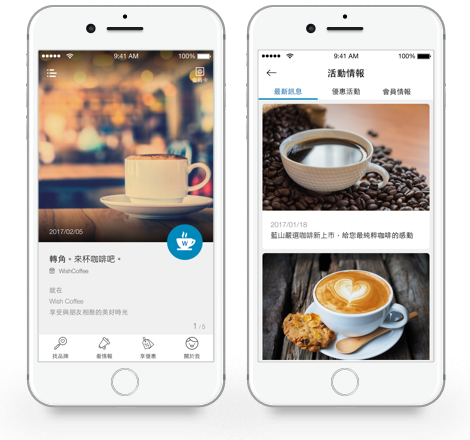 9:41 AM 100%
2017/02/05
W
轉角。來杯咖啡吧。
WishCoffee
就在
Wish Coffee
享受與朋友相聚的美好時光
1 / 5
找品牌 看情報 享優惠 關於我
9:41 AM 100%
活動情報
最新訊息 優惠活動 會員情報
2017/01/18
藍山嚴選咖啡新上市、給您最純粹咖啡的感動